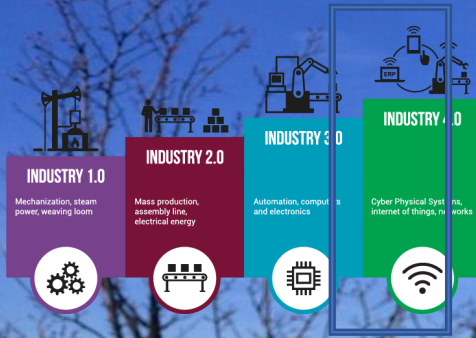 ERP
INDUSTRY 1.0
Mechanization, steam
power, weaving loom
INDUSTRY 2.0
Mass production,
assembly line,
electrical energy
INDUSTRY 3.0
Automation, computers
and electronics
INDUSTRY 4.0
Cyber Physical Systems,
internet of things, networks